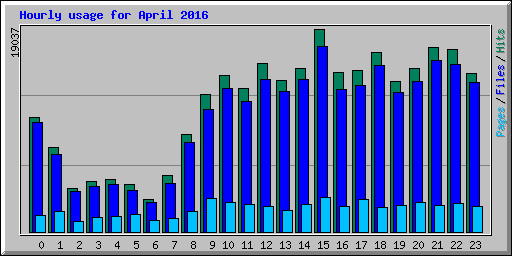 Hourly usage for April 2016
19037
Pages / Files / Hits
0 1 2 3 4 5 6 7 8 9 10 11 12 13 14 15 16 17 18 19 20 21 22 23